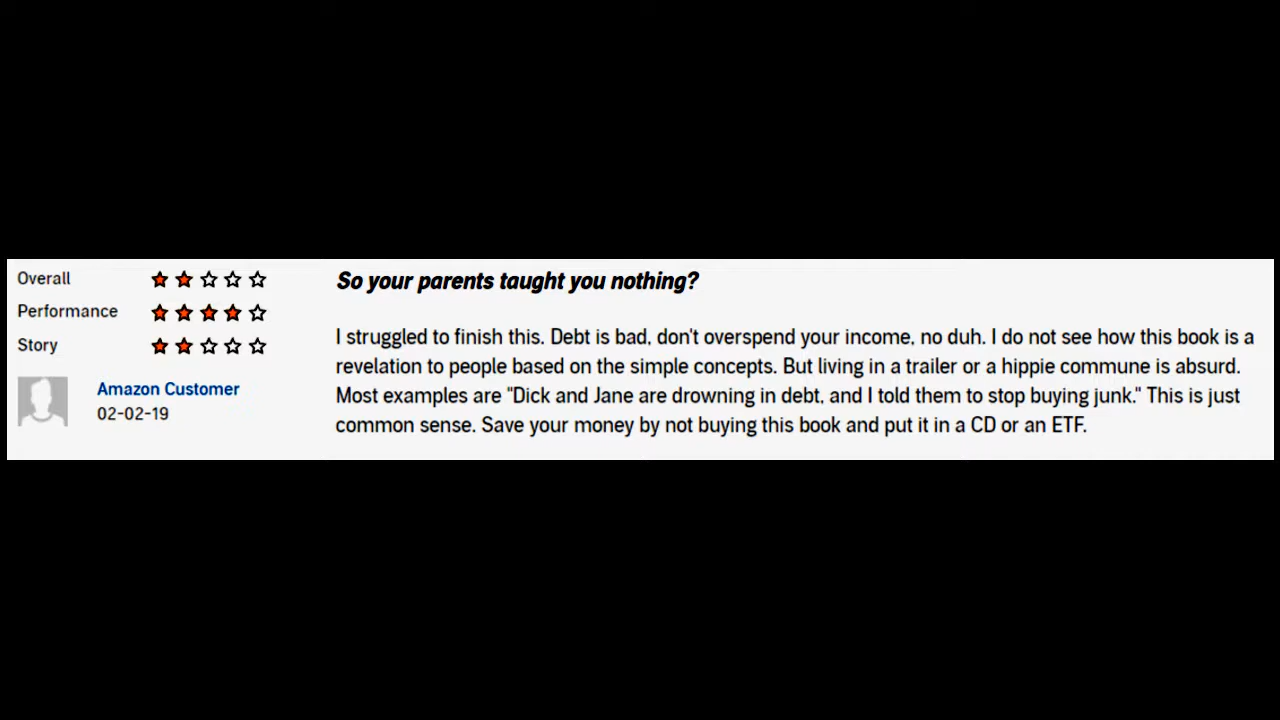 Overall
Performance
Story
Amazon Customer
02-02-19
So your parents taught you nothing?
I struggled to finish this. Debt is bad, don't overspend your income, no duh. I do not see how this book is a
revelation to people based on the simple concepts. But living in a trailer or a hippie commune is absurd.
Most examples are "Dick and Jane are drowning in debt, and I told them to stop buying junk." This is just
common sense. Save your money by not buying this book and put it in a CD or an ETF.